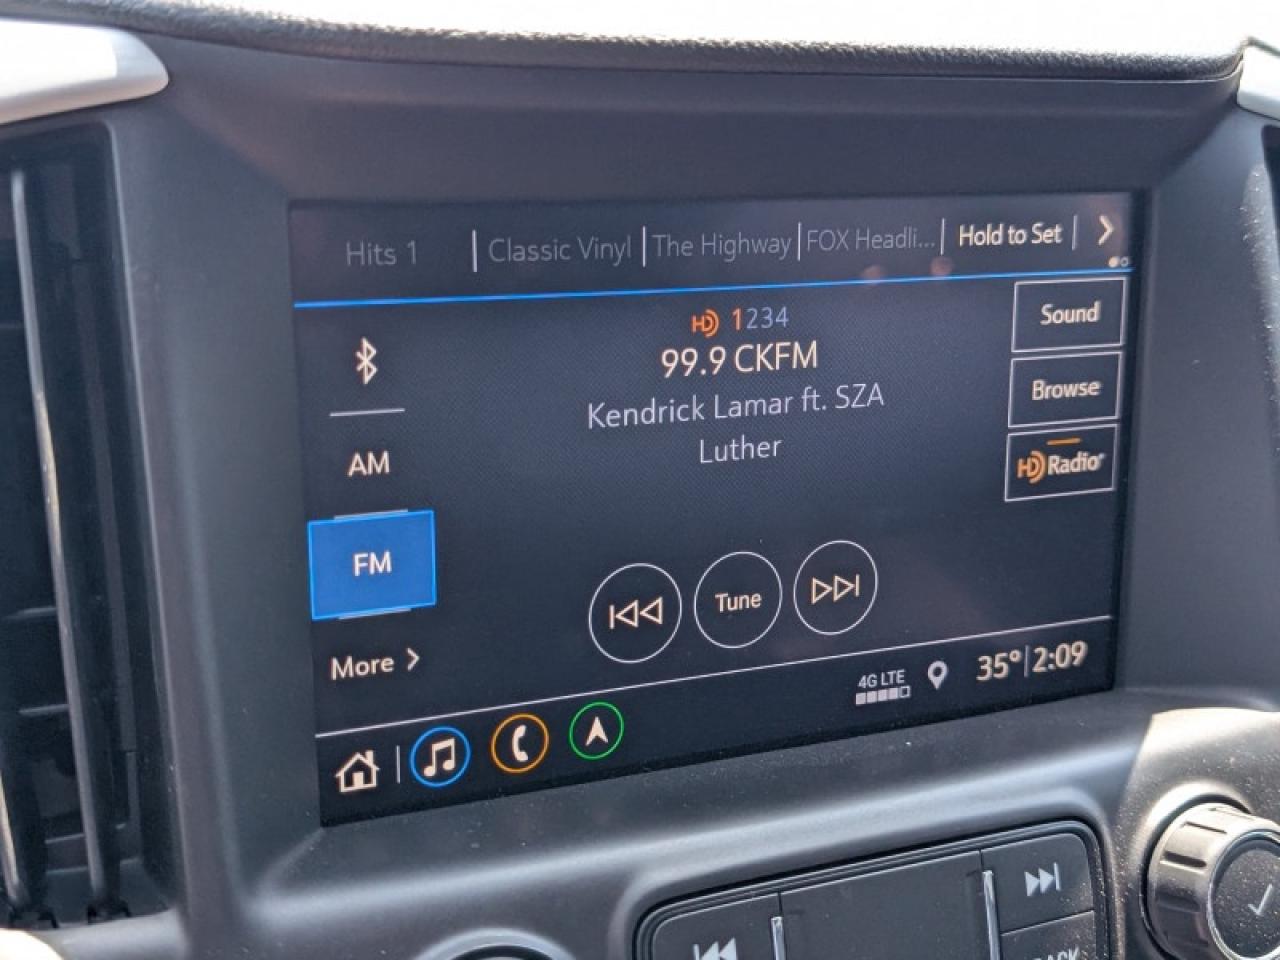 Hits 1 Classic Vinyl The Highway FOX Headli... Hold to Set
HD 1234
99.9 CKFM
Kendrick Lamar ft. SZA
Luther
AM
FM
More
Sound
Browse
HD Radio
Tune
4G LTE
35° 2:09